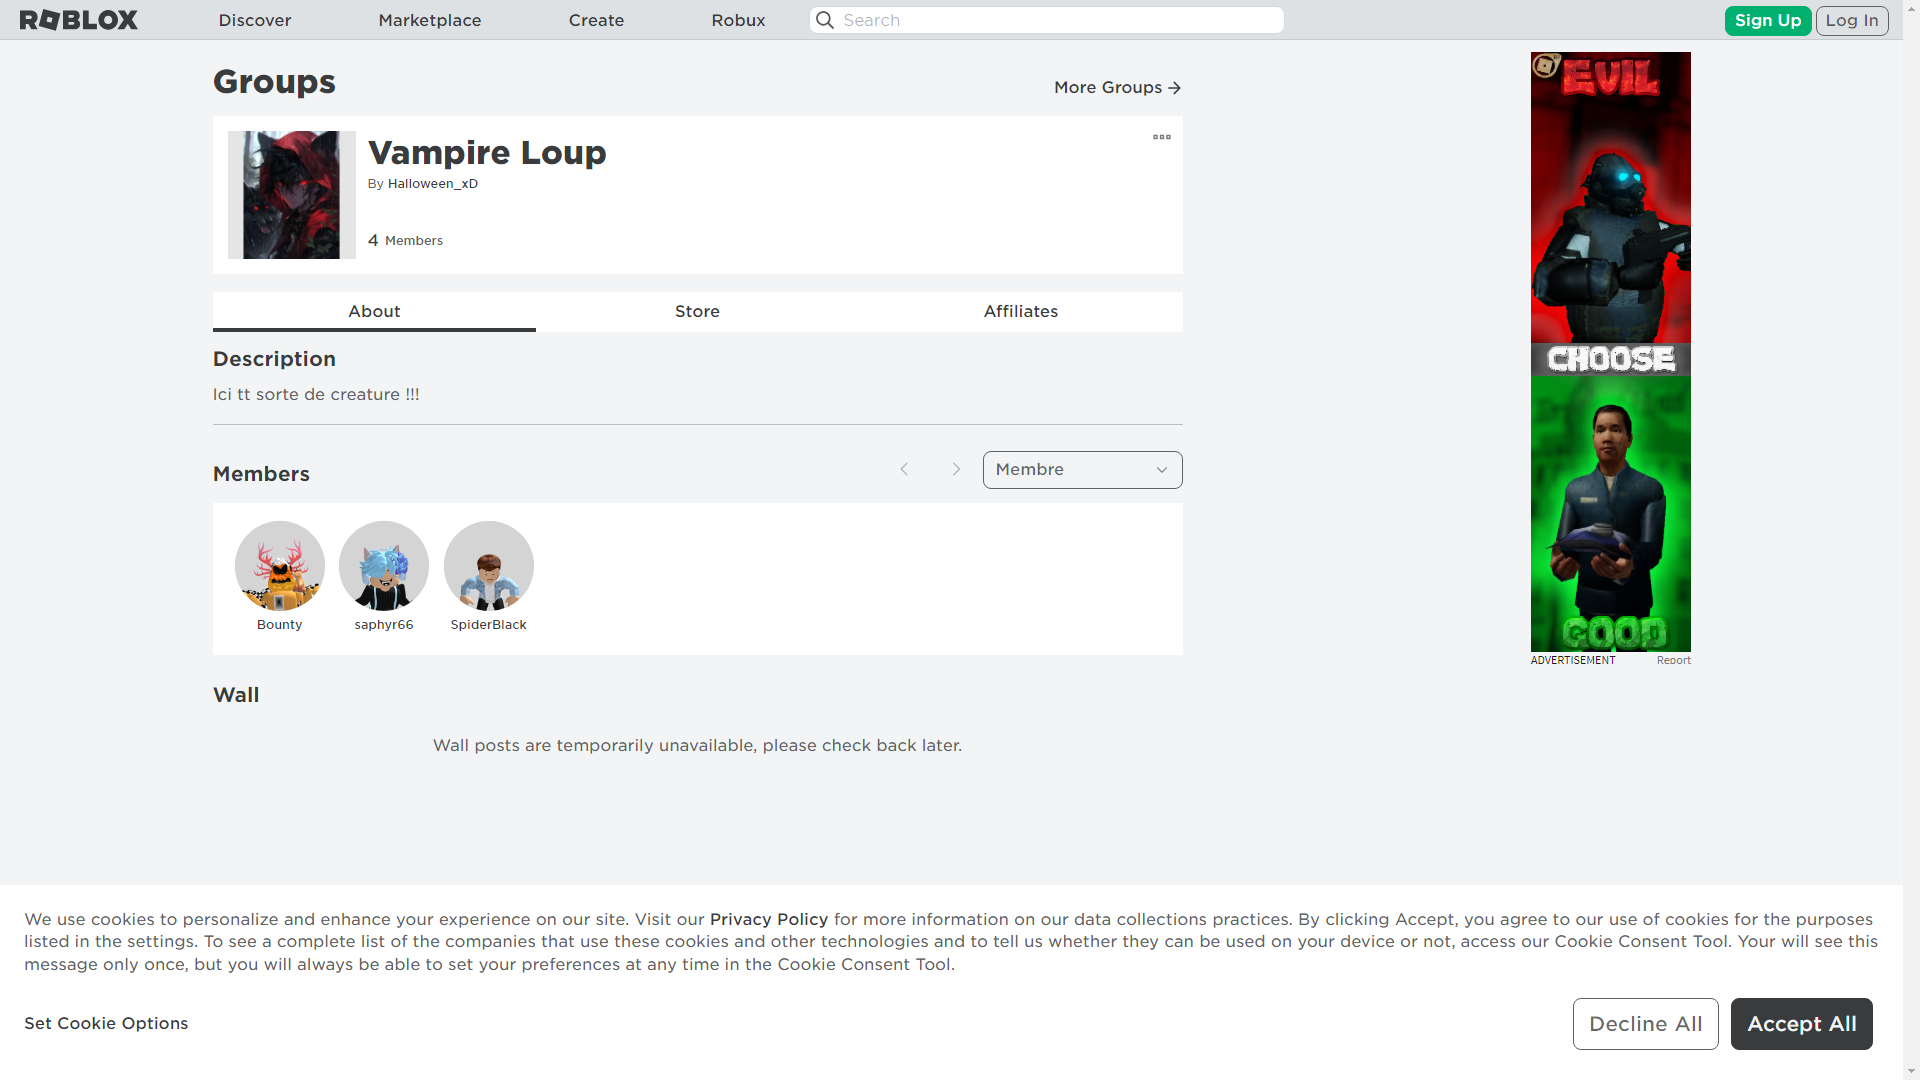 ROBLOX
Discover
Marketplace
Create
Robux
Search
Sign Up
Log In
Groups
More Groups
Vampire Loup
By Halloween_xD
4 Members
About
Store
Affiliates
Description
Ici tt sorte de creature !!!
Members
Membre
Bounty
saphyr66
SpiderBlack
Wall
Wall posts are temporarily unavailable, please check back later.
EVIL
CHOOSE
GOOD
ADVERTISEMENT
Report
We use cookies to personalize and enhance your experience on our site. Visit our Privacy Policy for more information on our data collections practices. By clicking Accept, you agree to our use of cookies for the purposes
listed in the settings. To see a complete list of the companies that use these cookies and other technologies and to tell us whether they can be used on your device or not, access our Cookie Consent Tool. Your will see this
message only once, but you will always be able to set your preferences at any time in the Cookie Consent Tool.
Set Cookie Options
Decline All
Accept All